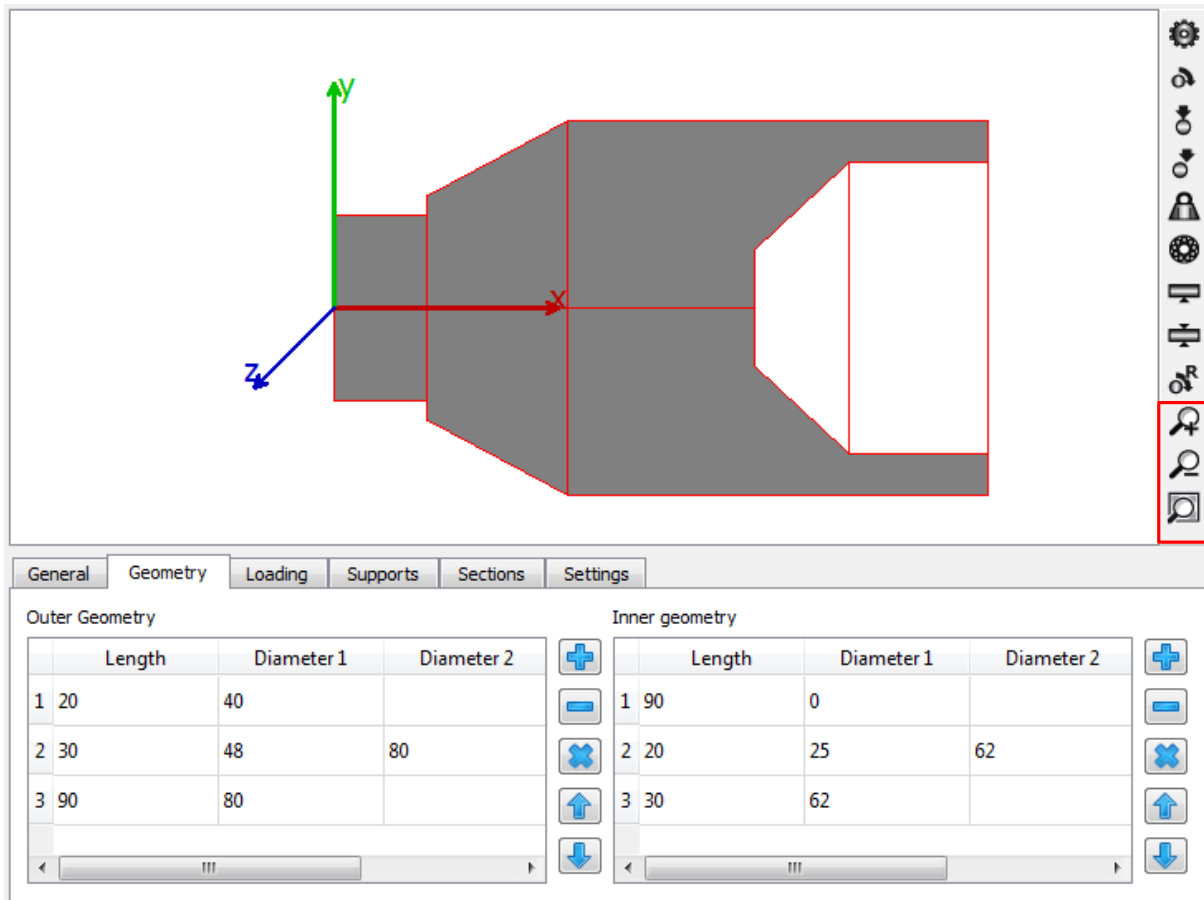 y
x
z
R
General Geometry Loading Supports Sections Settings
Outer Geometry Inner geometry
Length Diameter 1 Diameter 2 Length Diameter 1 Diameter 2
1 20 40 1 90 0
2 30 48 80 2 20 25 62
3 90 80 3 30 62